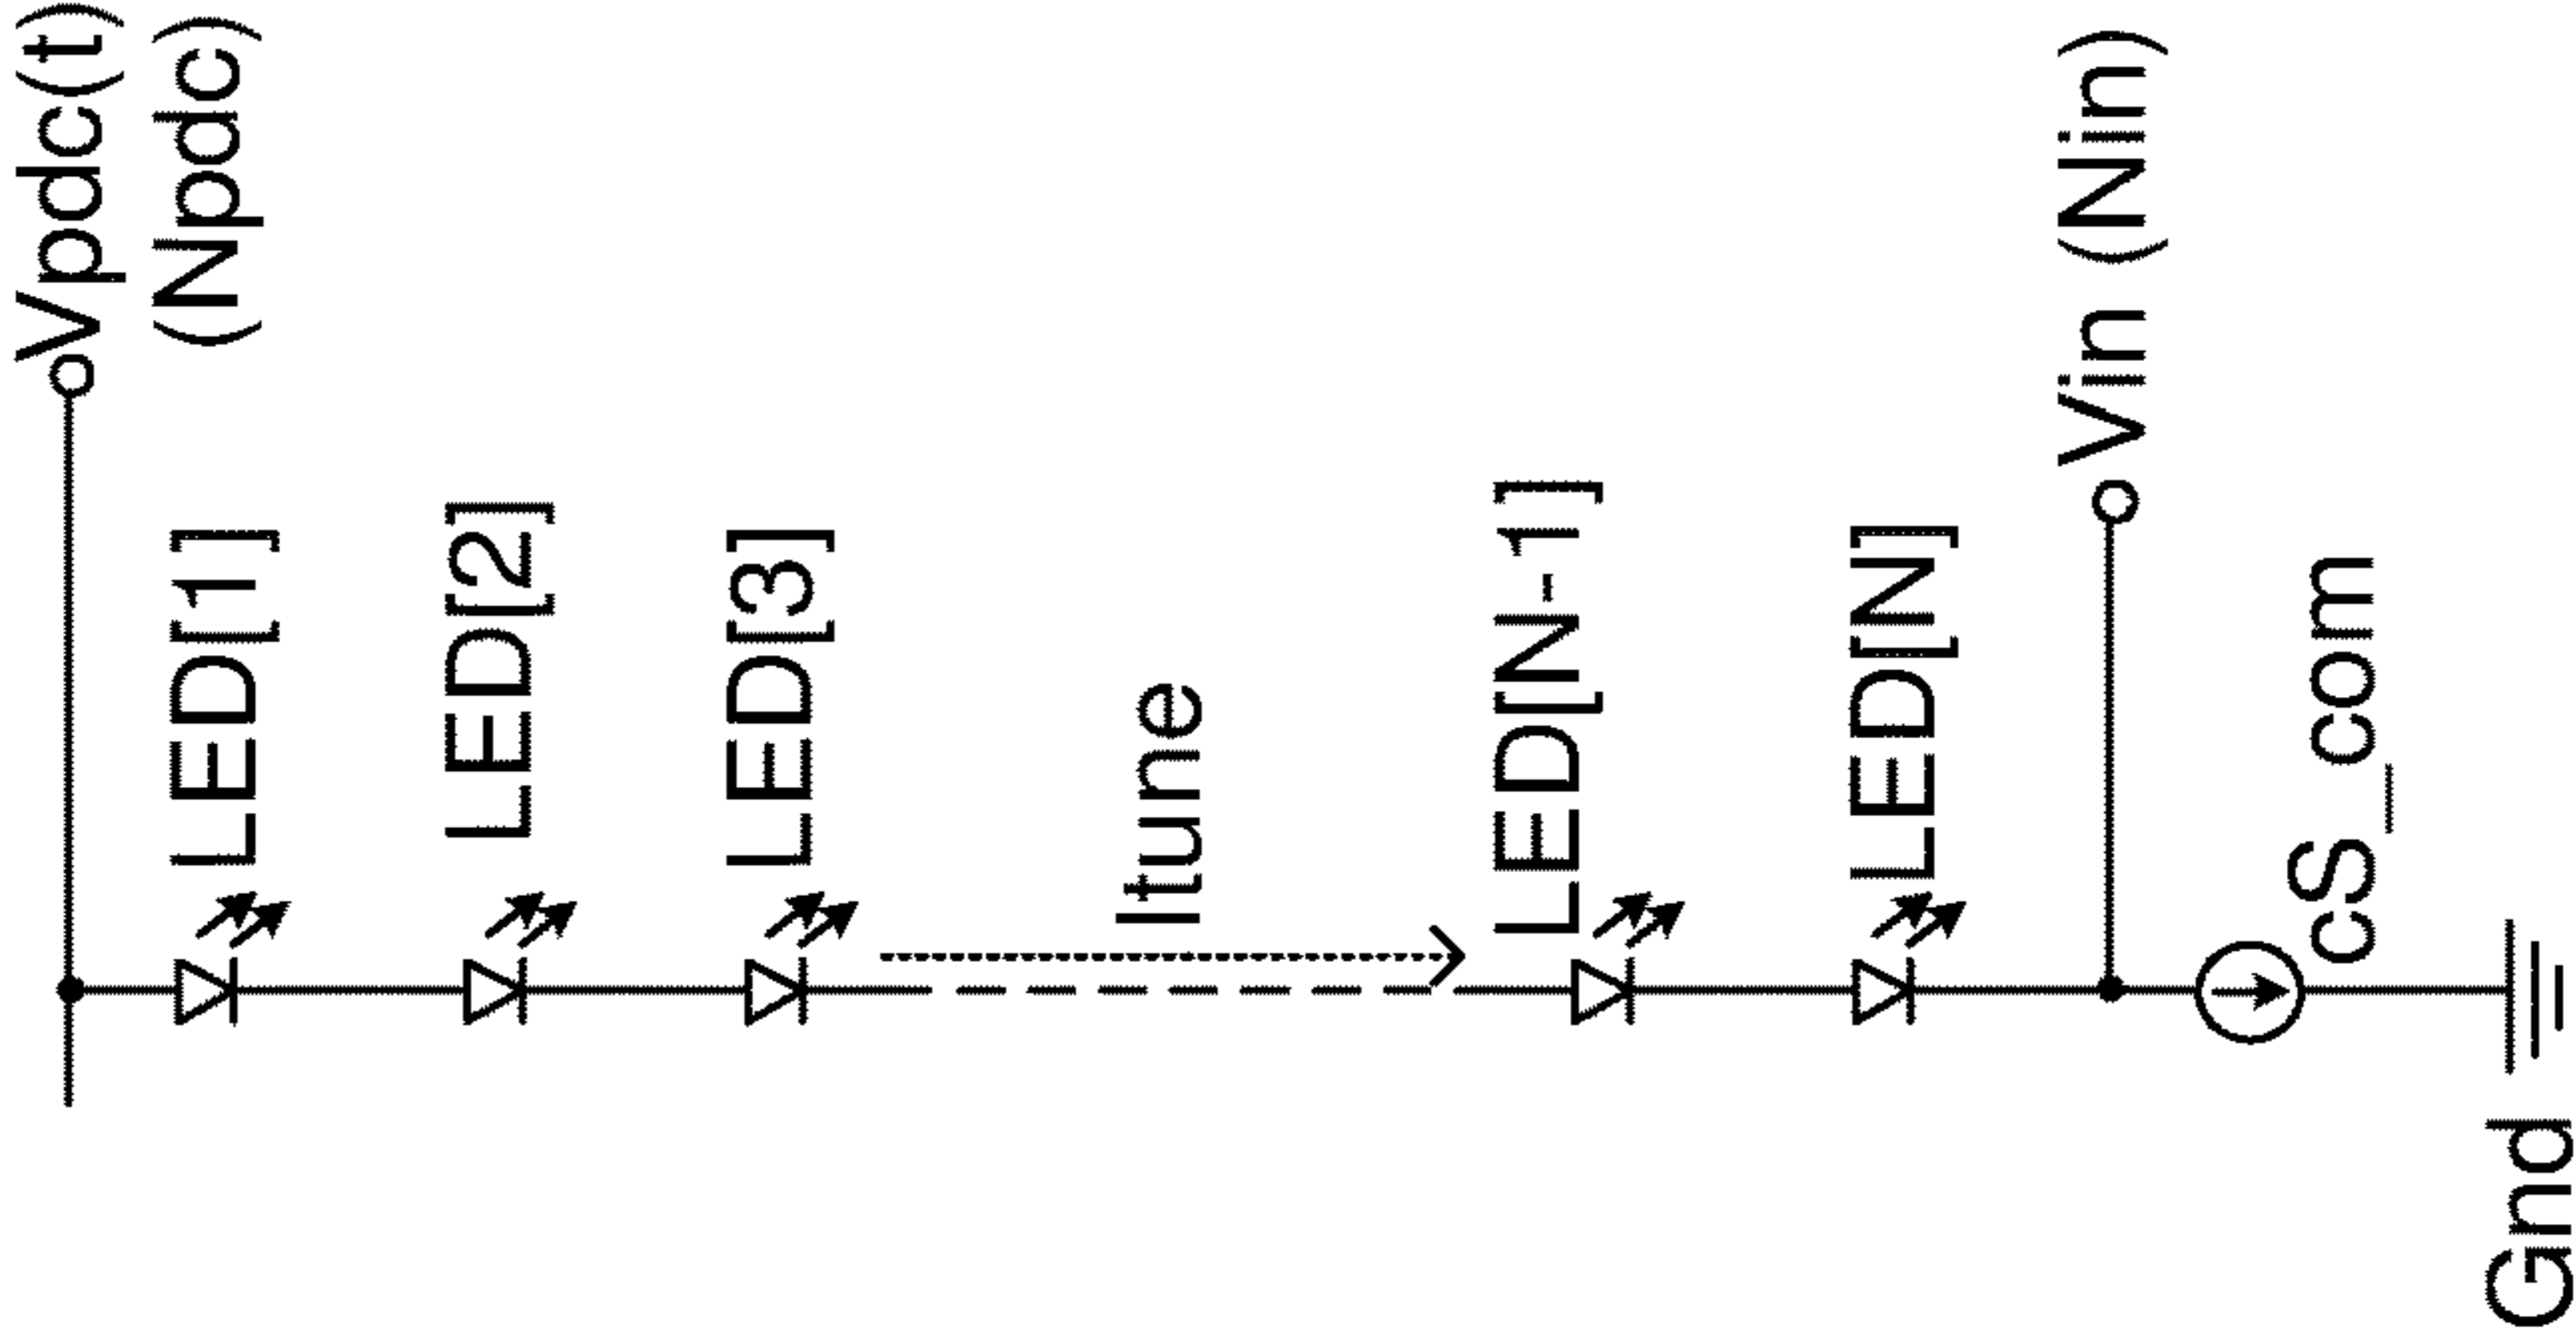 Vpdc(t)
(Npdc)
LED[1]
LED[2]
LED[3]
Itune
LED[N-1]
LED[N]
Vin (Nin)
cS_com
Gnd